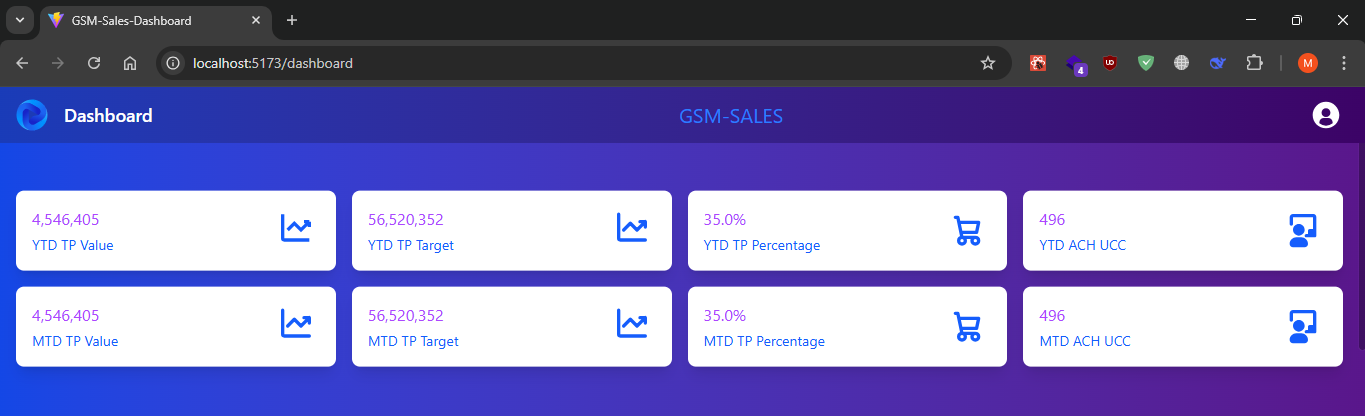 GSM-Sales-Dashboard
localhost:5173/dashboard
4
UD
M
Dashboard
GSM-SALES
4,546,405
YTD TP Value
56,520,352
YTD TP Target
35.0%
YTD TP Percentage
496
YTD ACH UCC
4,546,405
MTD TP Value
56,520,352
MTD TP Target
35.0%
MTD TP Percentage
496
MTD ACH UCC